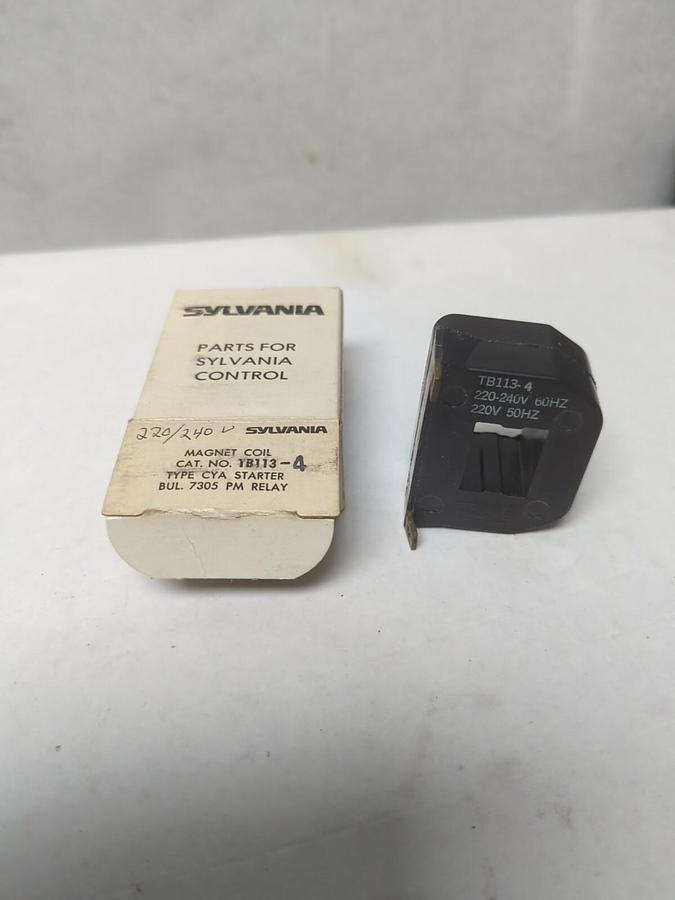 SYLVANIA
PARTS FOR
SYLVANIA
CONTROL
220/240 V SYLVANIA
MAGNET COIL
CAT. NO. TB113-4
TYPE CYA STARTER
BUL. 7305 PM RELAY
TB113-4
220-240V 60HZ
220V 50HZ